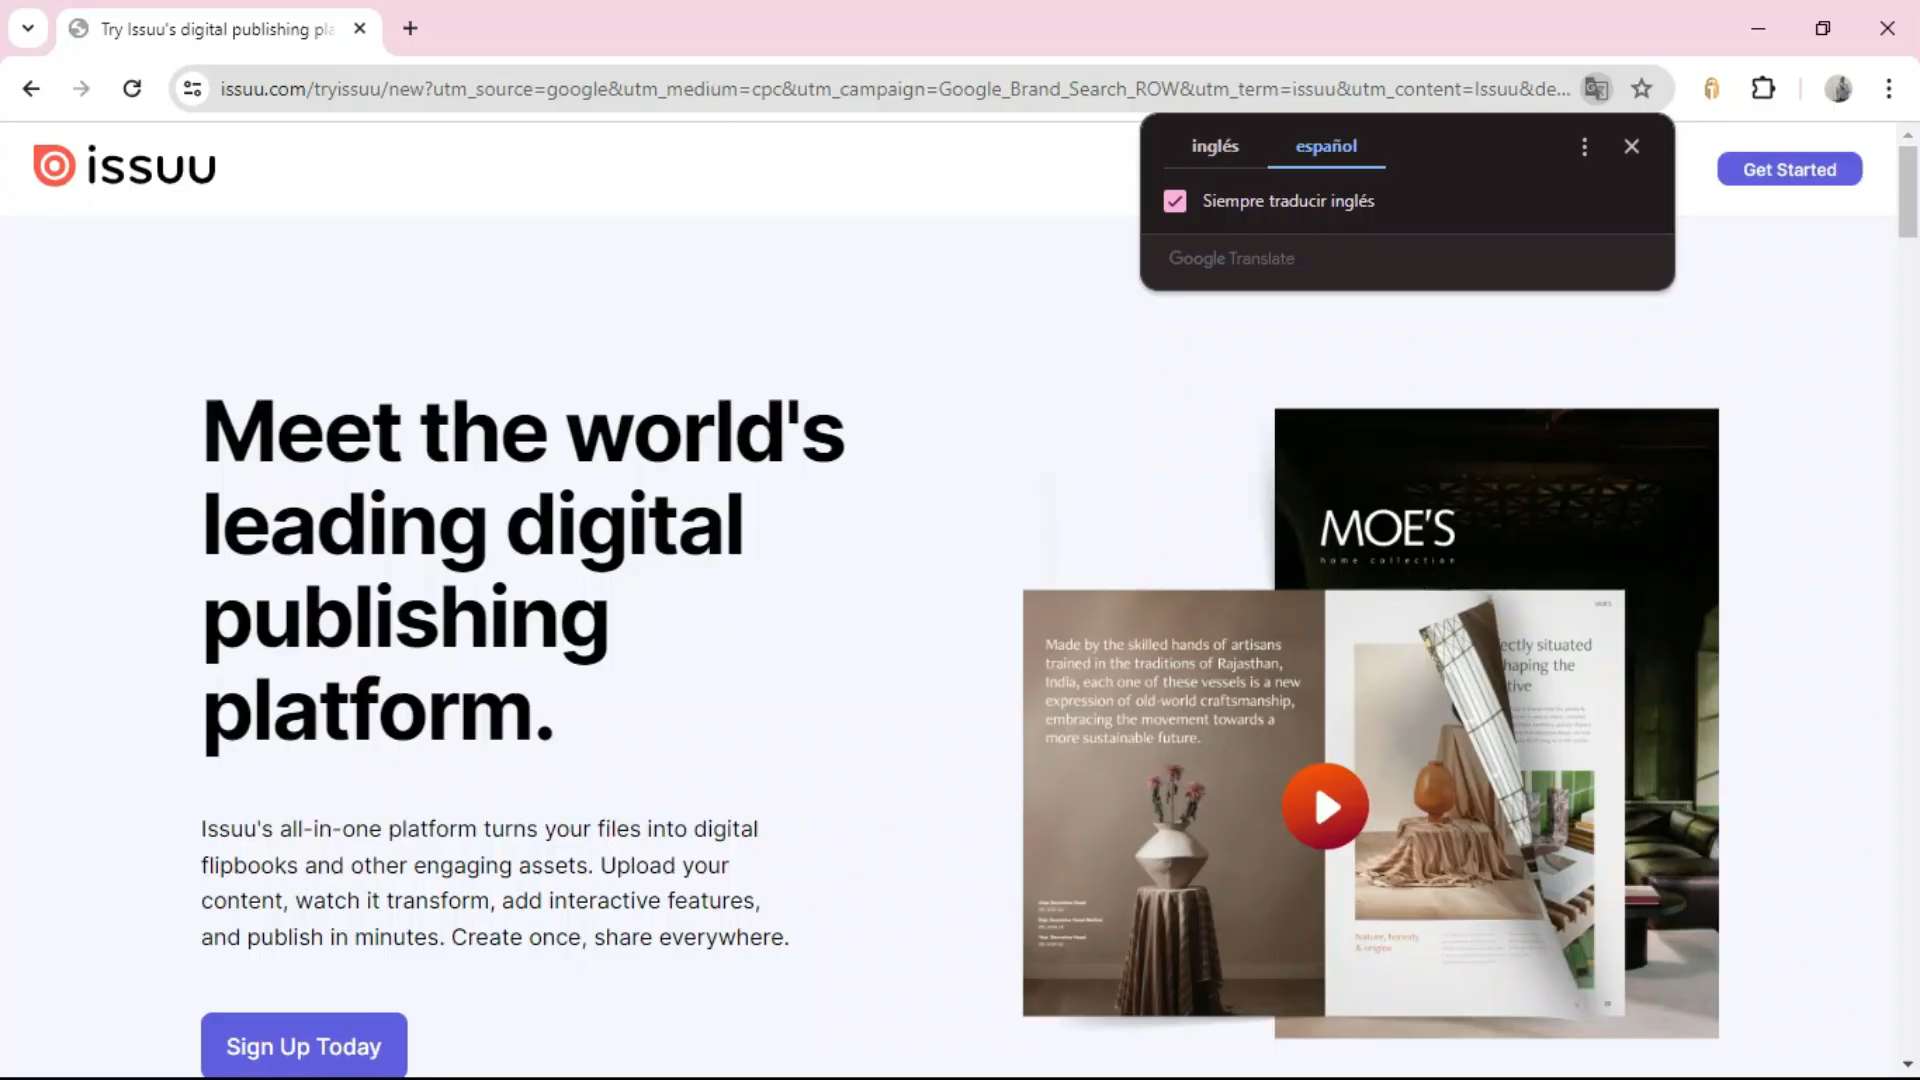 Try Issuu's digital publishing pla
issuu.com/tryissuu/new?utm_source=google&utm_medium=cpc&utm_campaign=Google_Brand_Search_ROW&utm_term=issuu&utm_content=Issuu&de...
inglés español
Siempre traducir inglés
Google Translate
issuu
Get Started
Meet the world's
leading digital
publishing
platform.
Issuu's all-in-one platform turns your files into digital
flipbooks and other engaging assets. Upload your
content, watch it transform, add interactive features,
and publish in minutes. Create once, share everywhere.
Sign Up Today
MOE'S
home collection
Made by the skilled hands of artisans
trained in the traditions of Rajasthan,
India, each one of these vessels is a new
expression of old-world craftsmanship,
embracing the movement towards a
more sustainable future.
ectly situated
haping the
tive
Nature, honesty
& origins